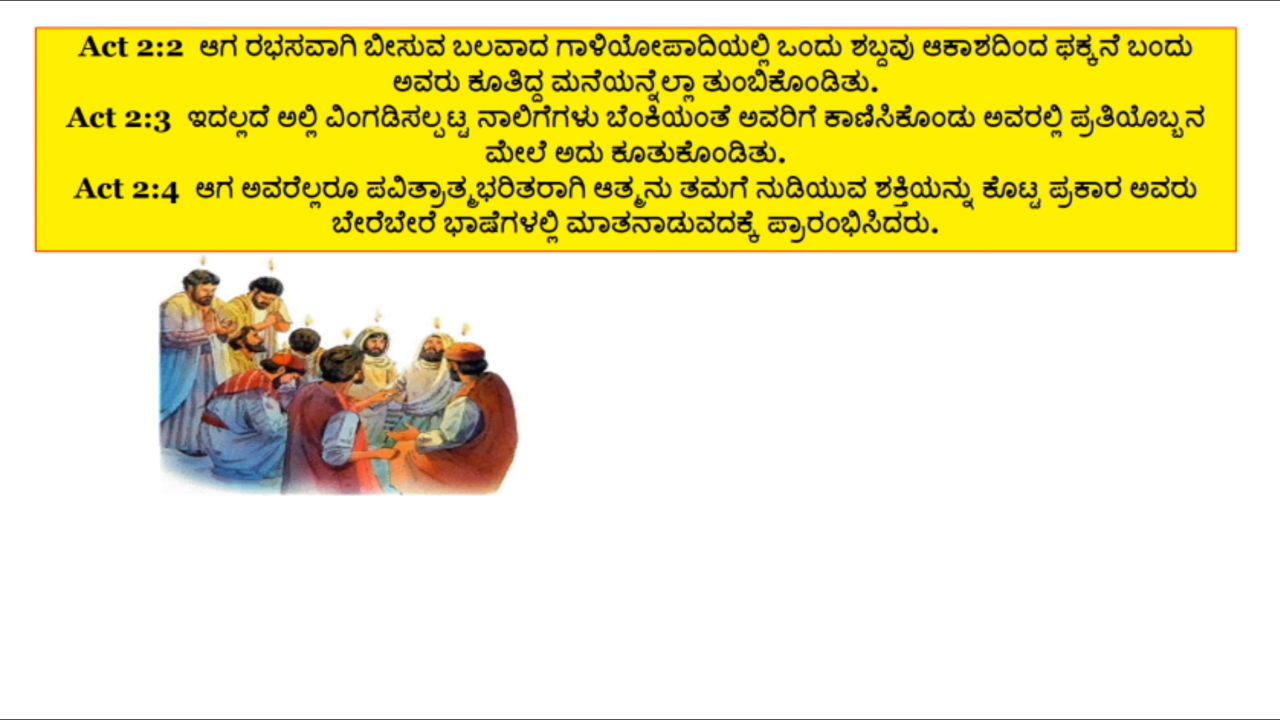 Act 2:2 ಆಗ ರಭಸವಾಗಿ ಬೀಸುವ ಬಲವಾದ ಗಾಳಿಯೋಪಾದಿಯಲ್ಲಿ ಒಂದು ಶಬ್ದವು ಆಕಾಶದಿಂದ ಫಕ್ಕನೆ ಬಂದು
ಅವರು ಕೂತಿದ್ದ ಮನೆಯನ್ನೆಲ್ಲಾ ತುಂಬಿಕೊಂಡಿತು.
Act 2:3 ಇದಲ್ಲದೆ ಅಲ್ಲಿ ವಿಂಗಡಿಸಲ್ಪಟ್ಟ ನಾಲಿಗೆಗಳು ಬೆಂಕಿಯಂತೆ ಅವರಿಗೆ ಕಾಣಿಸಿಕೊಂಡು ಅವರಲ್ಲಿ ಪ್ರತಿಯೊಬ್ಬನ
ಮೇಲೆ ಅದು ಕೂತುಕೊಂಡಿತು.
Act 2:4 ಆಗ ಅವರೆಲ್ಲರೂ ಪವಿತ್ರಾತ್ಮಭರಿತರಾಗಿ ಆತ್ಮನು ತಮಗೆ ನುಡಿಯುವ ಶಕ್ತಿಯನ್ನು ಕೊಟ್ಟ ಪ್ರಕಾರ ಅವರು
ಬೇರೆಬೇರೆ ಭಾಷೆಗಳಲ್ಲಿ ಮಾತನಾಡುವದಕ್ಕೆ ಪ್ರಾರಂಭಿಸಿದರು.